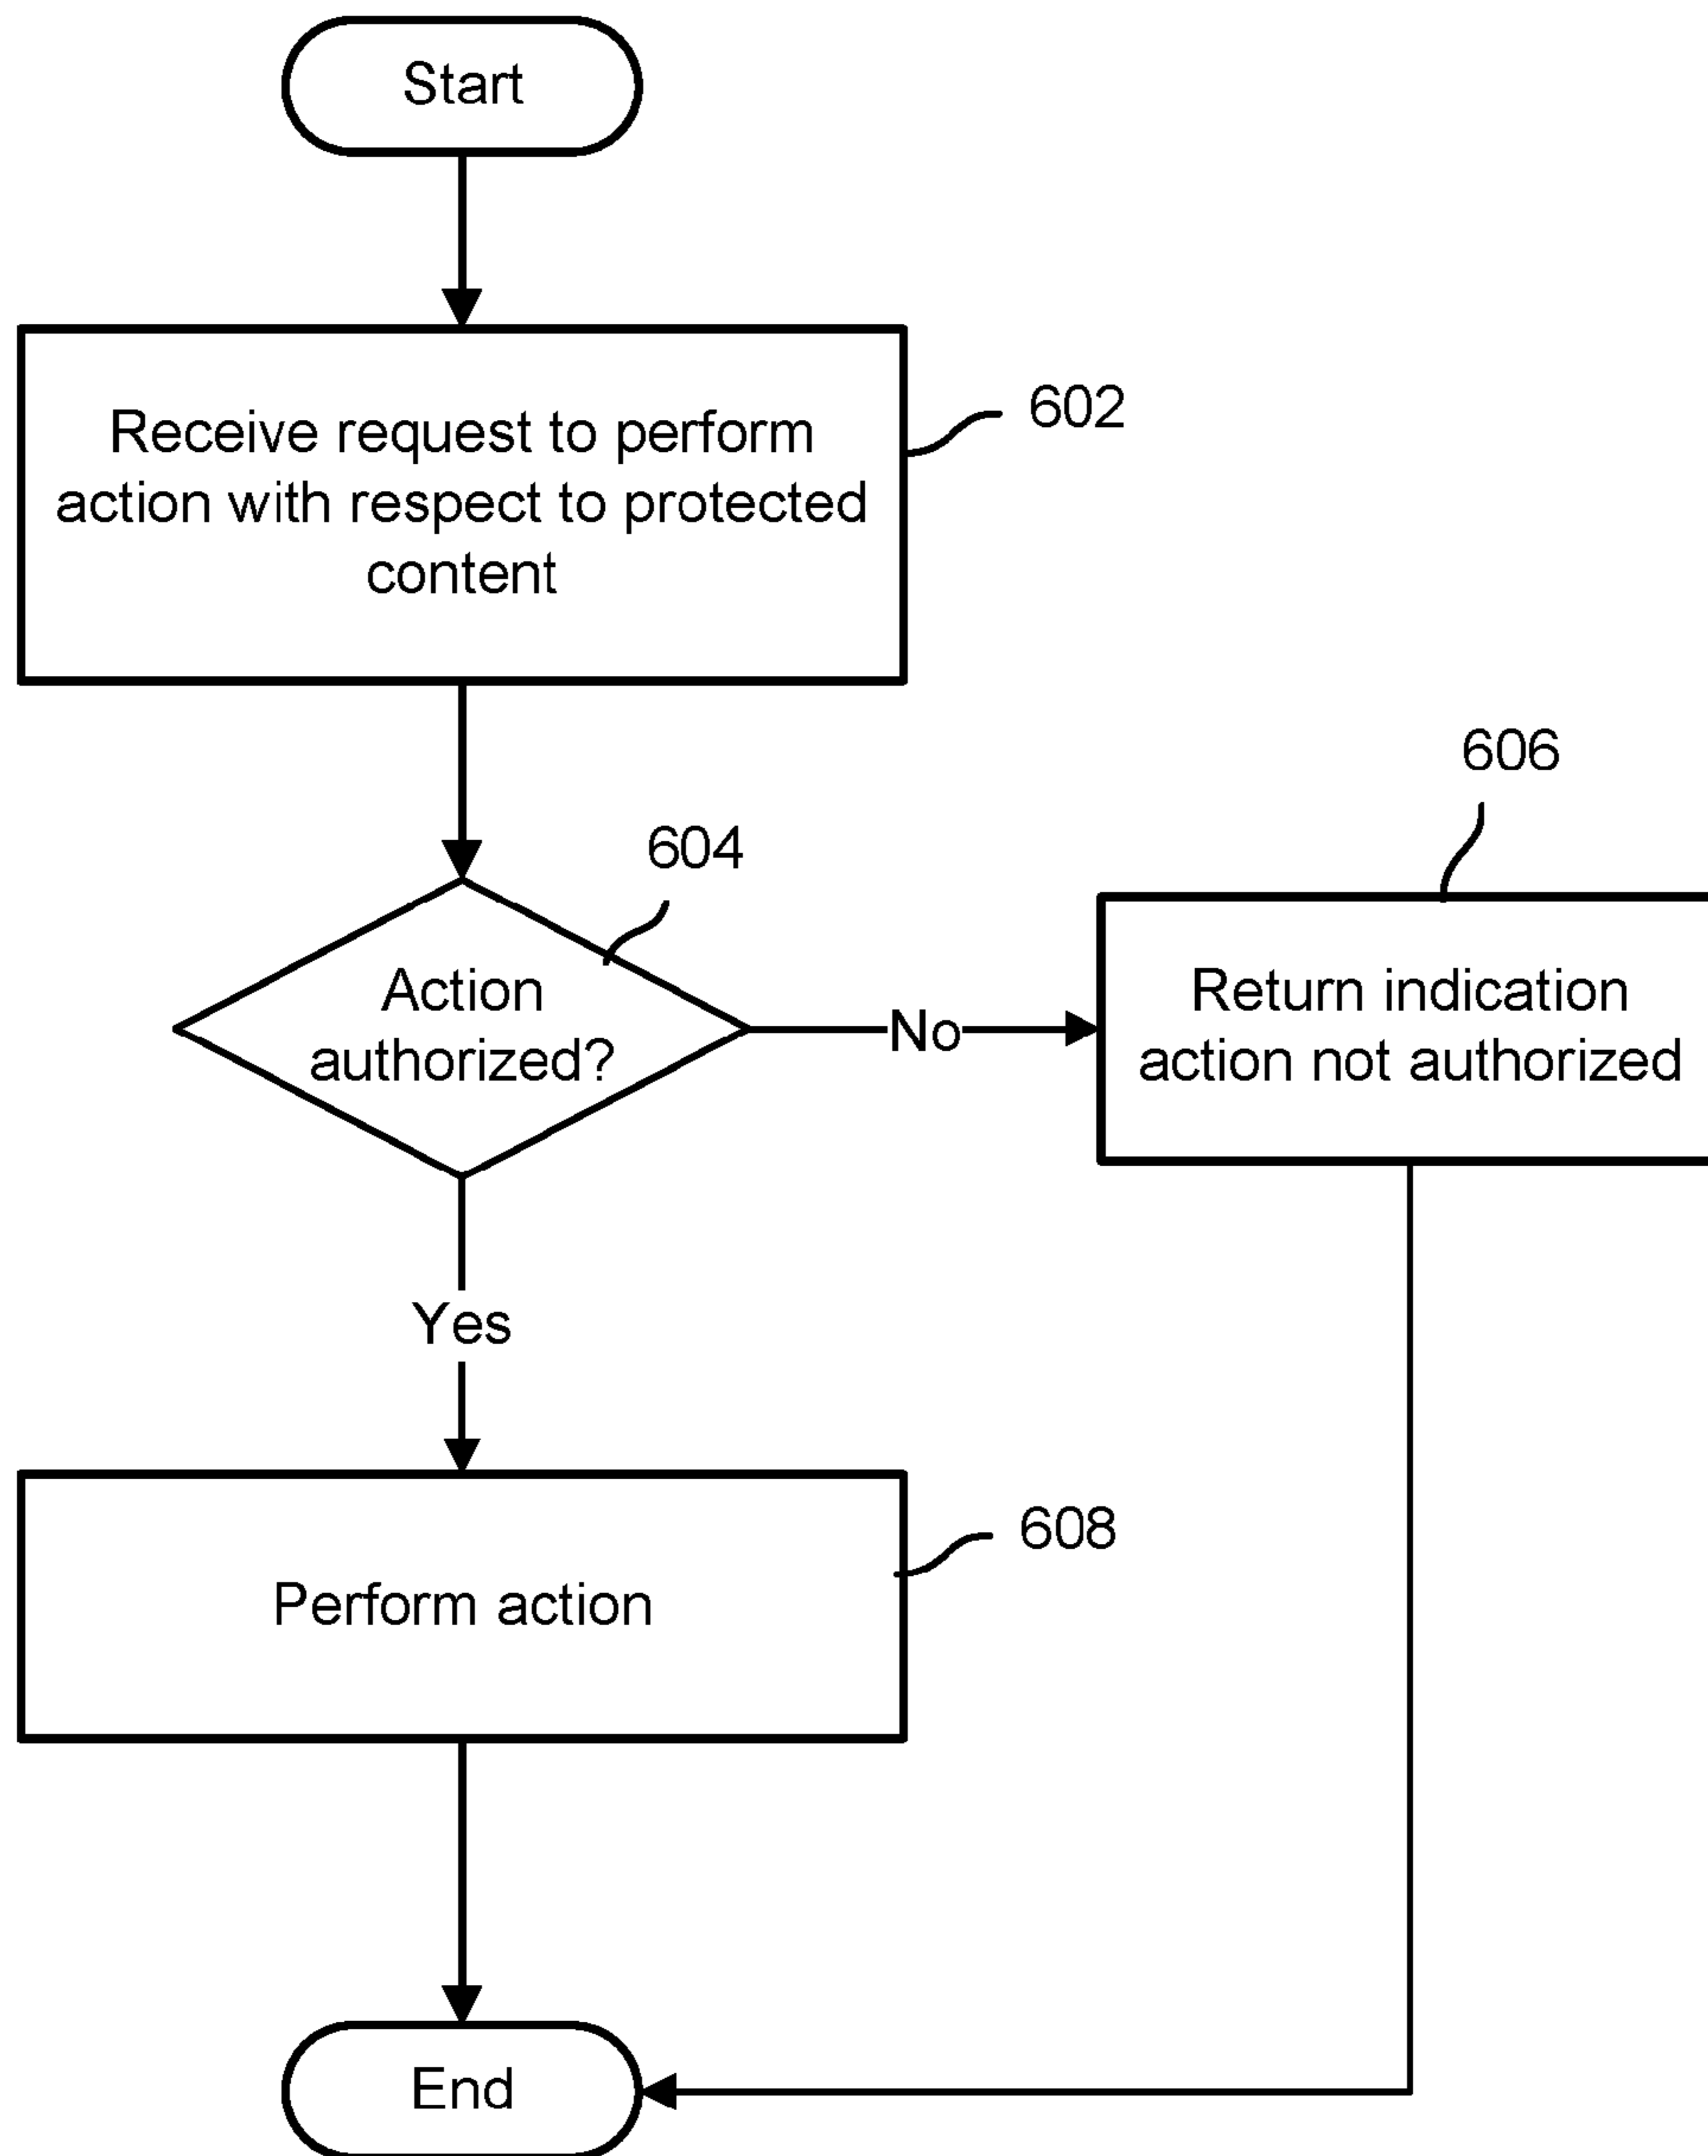 Start
Receive request to perform
action with respect to protected
content
602
604
Action
authorized?
No
606
Return indication
action not authorized
Yes
Perform action
608
End